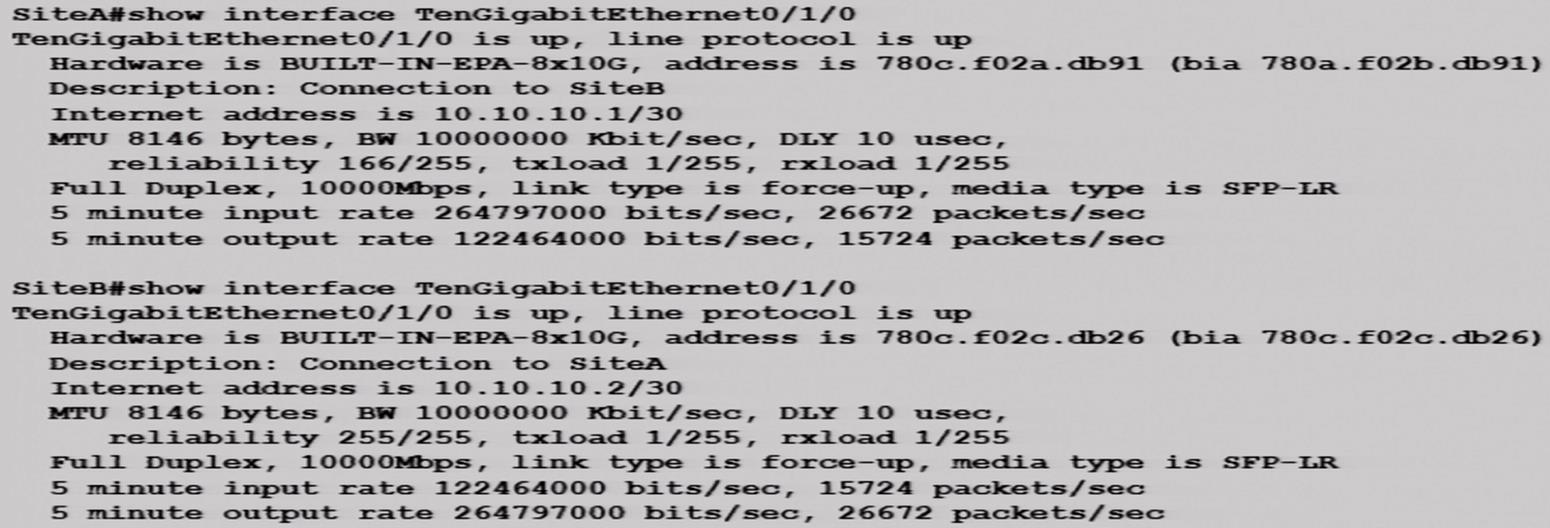 SiteA#show interface TenGigabitEthernet0/1/0
TenGigabitEthernet0/1/0 is up, line protocol is up
Hardware is BUILT-IN-EPA-8x10G, address is 780c.f02a.db91 (bia 780a.f02b.db91)
Description: Connection to SiteB
Internet address is 10.10.10.1/30
MTU 8146 bytes, BW 10000000 Kbit/sec, DLY 10 usec,
reliability 166/255, txload 1/255, rxload 1/255
Full Duplex, 10000Mbps, link type is force-up, media type is SFP-LR
5 minute input rate 264797000 bits/sec, 26672 packets/sec
5 minute output rate 122464000 bits/sec, 15724 packets/sec
SiteB#show interface TenGigabitEthernet0/1/0
TenGigabitEthernet0/1/0 is up, line protocol is up
Hardware is BUILT-IN-EPA-8x10G, address is 780c.f02c.db26 (bia 780c.f02c.db26)
Description: Connection to SiteA
Internet address is 10.10.10.2/30
MTU 8146 bytes, BW 10000000 Kbit/sec, DLY 10 usec,
reliability 255/255, txload 1/255, rxload 1/255
Full Duplex, 10000Mbps, link type is force-up, media type is SFP-LR
5 minute input rate 122464000 bits/sec, 15724 packets/sec
5 minute output rate 264797000 bits/sec, 26672 packets/sec